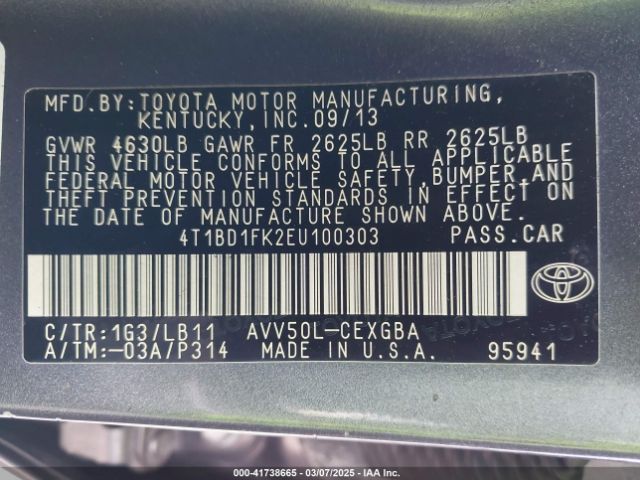 MFD.BY:TOYOTA MOTOR MANUFACTURING,
KENTUCKY,INC.09/13
GVWR 4630LB GAWR FR 2625LB RR 2625LB
THIS VEHICLE CONFORMS TO ALL APPLICABLE
FEDERAL MOTOR VEHICLE SAFETY,BUMPER,AND
THEFT PREVENTION STANDARDS IN EFFECT ON
THE DATE OF MANUFACTURE SHOWN ABOVE.
4T1BD1FK2EU100303 PASS.CAR
C/TR:1G3/LB11 AVV50L-CEXGBA
A/TM:-03A/P314 MADE IN U.S.A. 95941
TOYOTA
000-41738665 — 03/07/2025 — IAA